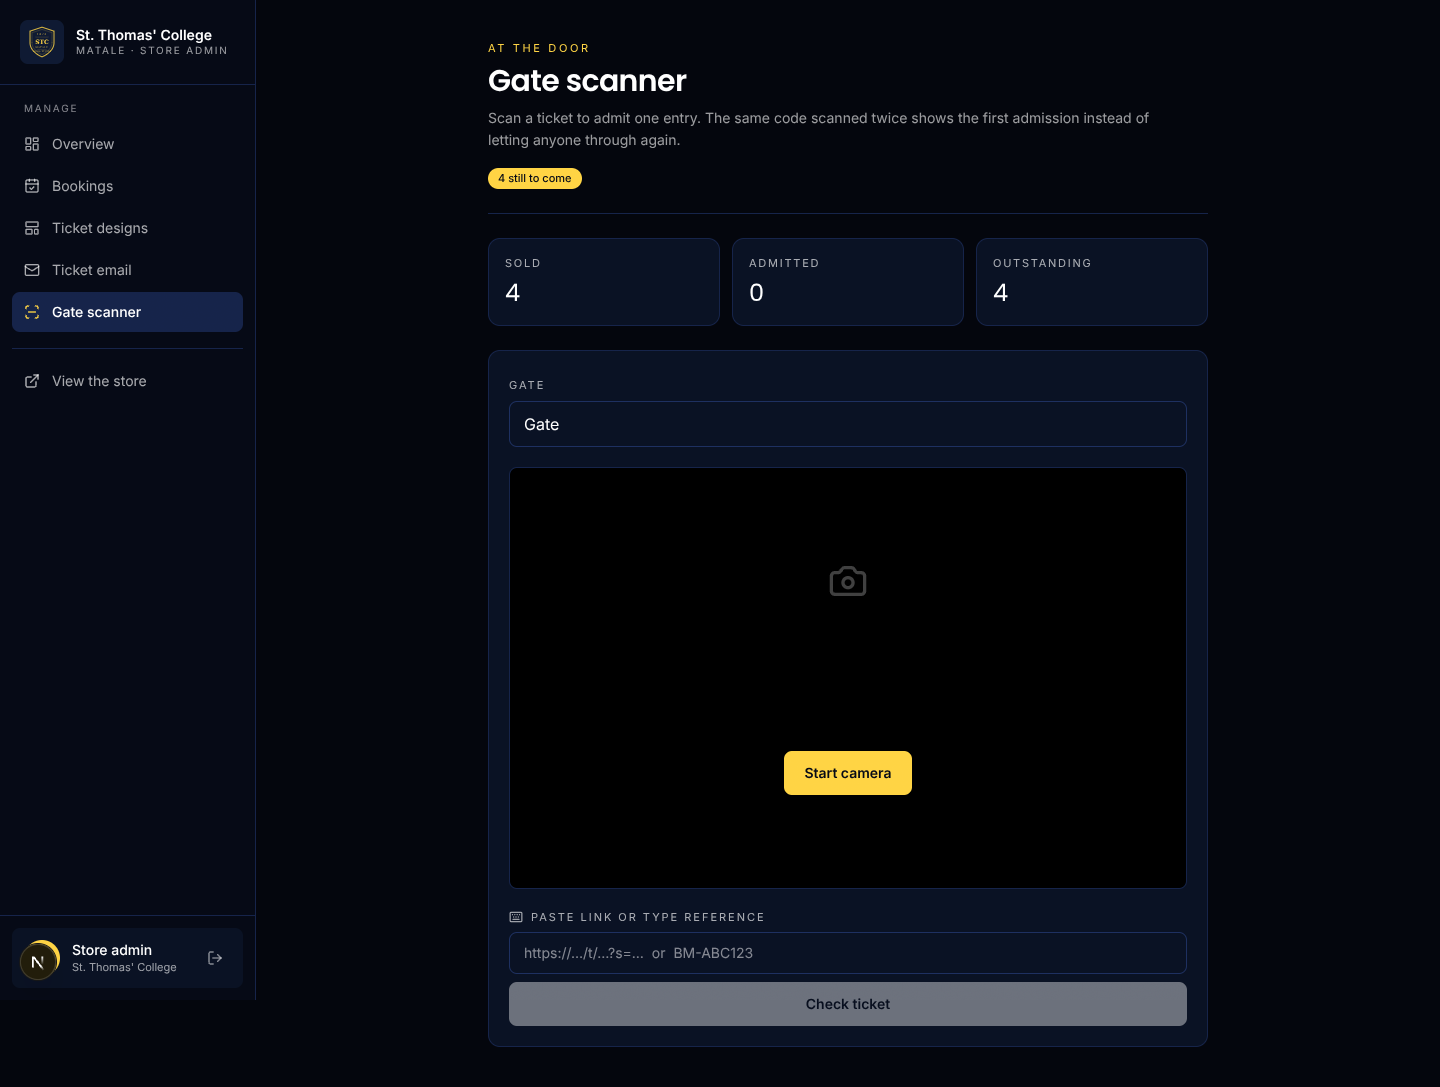 STC
St. Thomas' College
MATALE · STORE ADMIN
MANAGE
Overview
Bookings
Ticket designs
Ticket email
Gate scanner
View the store
Store admin
St. Thomas' College
N
AT THE DOOR
Gate scanner
Scan a ticket to admit one entry. The same code scanned twice shows the first admission instead of
letting anyone through again.
4 still to come
SOLD
4
ADMITTED
0
OUTSTANDING
4
GATE
Gate
Start camera
PASTE LINK OR TYPE REFERENCE
https://.../t/...?s=... or BM-ABC123
Check ticket